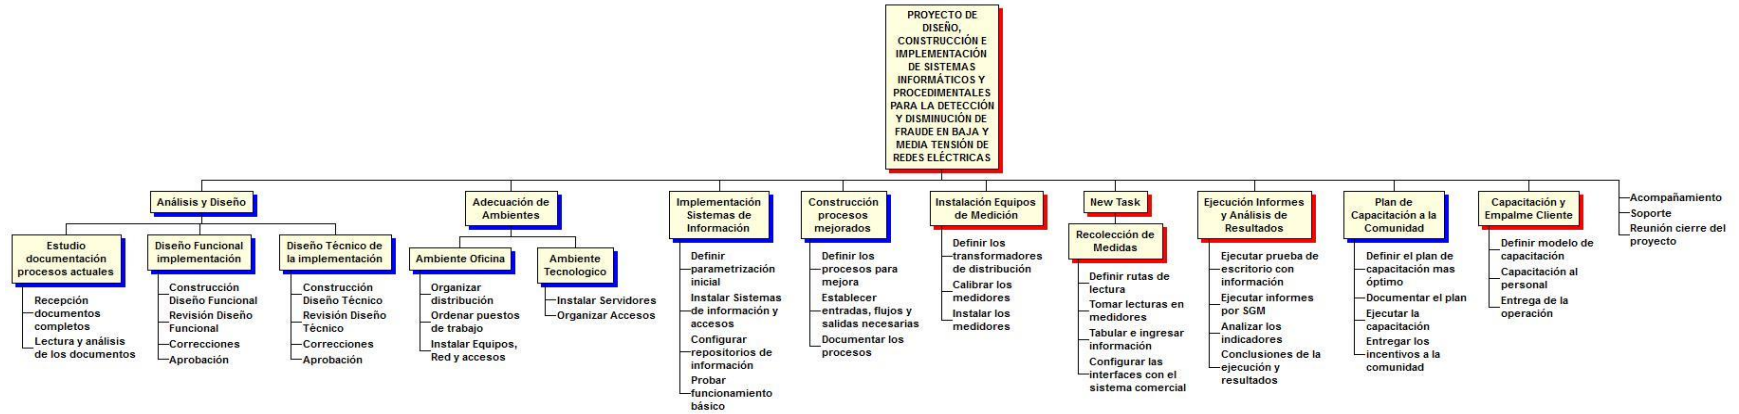 PROYECTO DE
DISEÑO,
CONSTRUCCIÓN E
IMPLEMENTACIÓN
DE SISTEMAS
INFORMÁTICOS Y
PROCEDIMENTALES
PARA LA DETECCIÓN
Y DISMINUCIÓN DE
FRAUDE EN BAJA Y
MEDIA TENSIÓN DE
REDES ELÉCTRICAS
Análisis y Diseño
Estudio
documentación
procesos actuales
Recepción
documentos
completos
Lectura y análisis
de los documentos
Diseño Funcional
implementación
Construcción
Diseño Funcional
Revisión Diseño
Funcional
Correcciones
Aprobación
Diseño Técnico de
la implementación
Construcción
Diseño Técnico
Revisión Diseño
Técnico
Correcciones
Aprobación
Adecuación de
Ambientes
Ambiente Oficina
Organizar
distribución
Ordenar puestos
de trabajo
Instalar Equipos,
Red y accesos
Ambiente
Tecnologico
Instalar Servidores
Organizar Accesos
Implementación
Sistemas de
Información
Definir
parametrización
inicial
Instalar Sistemas
de información y
accesos
Configurar
repositorios de
información
Probar
funcionamiento
básico
Construcción
procesos
mejorados
Definir los
procesos para
mejora
Establecer
entradas, flujos y
salidas necesarias
Documentar los
procesos
Instalación Equipos
de Medición
Definir los
transformadores
de distribución
Calibrar los
medidores
Instalar los
medidores
New Task
Recolección de
Medidas
Definir rutas de
lectura
Tomar lecturas en
medidores
Tabular e ingresar
información
Configurar las
interfaces con el
sistema comercial
Ejecución Informes
y Análisis de
Resultados
Ejecutar prueba de
escritorio con
información
Ejecutar informes
por SGM
Analizar los
indicadores
Conclusiones de la
ejecución y
resultados
Plan de
Capacitación a la
Comunidad
Definir el plan de
capacitación mas
óptimo
Documentar el plan
Ejecutar la
capacitación
Entregar los
incentivos a la
comunidad
Capacitación y
Empalme Cliente
Definir modelo de
capacitación
Capacitación al
personal
Entrega de la
operación
Acompañamiento
Soporte
Reunión cierre del
proyecto